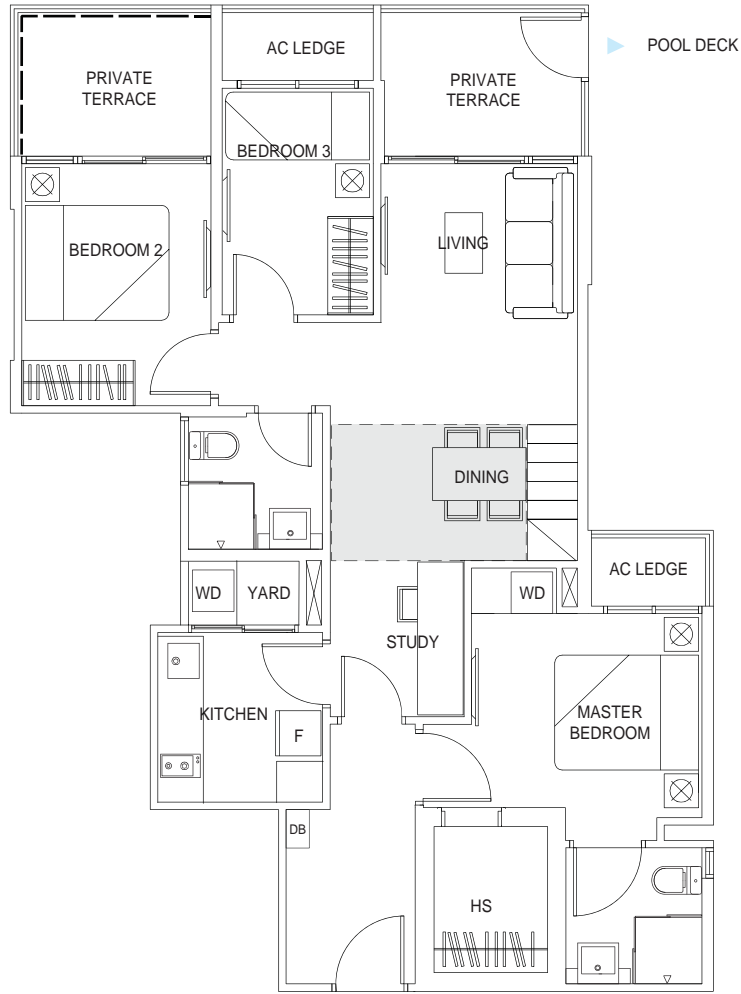 AC LEDGE
POOL DECK
PRIVATE
TERRACE
PRIVATE
TERRACE
BEDROOM 3
BEDROOM 2
LIVING
DINING
WD
YARD
WD
AC LEDGE
STUDY
KITCHEN
F
MASTER
BEDROOM
DB
HS